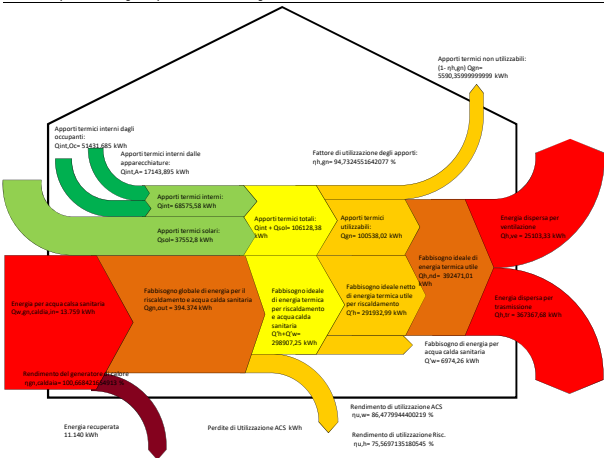 Apporti termici non utilizzabili:
(1- ηh,gn) Qgn=
5590,35999999999 kWh
Apporti termici interni dagli
occupanti:
Qint,Oc= 51431,685 kWh
Apporti termici interni dalle
apparecchiature:
Qint,A= 17143,895 kWh
Fattore di utilizzazione degli apporti:
ηh,gn= 94,7324551642077 %
Apporti termici interni:
Qint= 68575,58 kWh
Apporti termici solari:
Qsol= 37552,8 kWh
Apporti termici totali:
Qint + Qsol= 106128,38
kWh
Apporti termici
utilizzabili:
Qgn= 100538,02 kWh
Fabbisogno ideale di
energia termica utile
Qh,nd= 392471,01
kWh
Energia dispersa per
ventilazione
Energia per acqua calsa sanitaria
Fabbisogno globale di energia per il
riscaldamento e acqua calda sanitaria
Qgn,out = 394.374 kWh
Fabbisogno ideale
di energia termica
per riscaldamento
e acqua calda
sanitaria
Q'h+Q'w=
298907,25 kWh
Fabbisogno ideale netto
di energia termica utile
per riscaldamento
Q'h= 291932,99 kWh
Energia dispersa per
trasmissione
Fabbisogno di energia per
acqua calda sanitaria
Q'w= 6974,26 kWh
Rendimento del generatore di calore
Energia recuperata
11.140 kWh
Perdite di Utilizzazione ACS kWh
Rendimento di utilizzazione ACS
ηu,w= 86,4779944400219 %
Rendimento di utilizzazione Risc.
ηu,h= 75,5697135180545 %